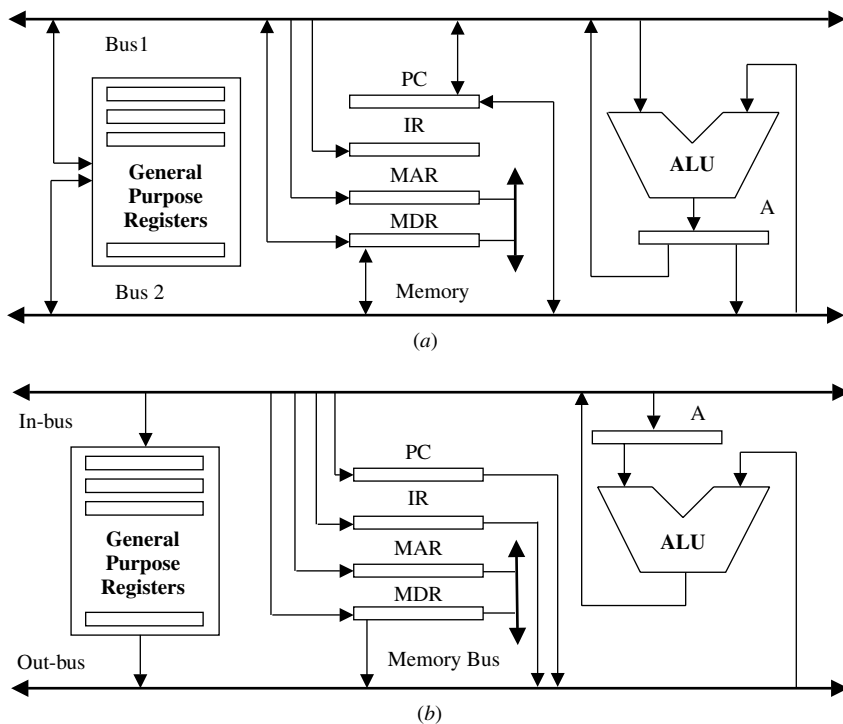 Bus1
PC
IR
MAR
MDR
General
Purpose
Registers
ALU
A
Bus 2
Memory
(a)
In-bus
A
PC
IR
MAR
MDR
General
Purpose
Registers
ALU
Out-bus
Memory Bus
(b)